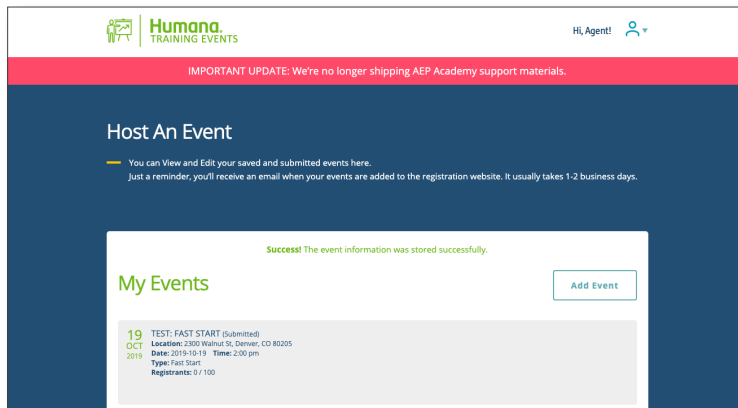 Humana.
TRAINING EVENTS
Hi, Agent!
IMPORTANT UPDATE: We're no longer shipping AEP Academy support materials.
Host An Event
You can View and Edit your saved and submitted events here.
Just a reminder, you'll receive an email when your events are added to the registration website. It usually takes 1-2 business days.
Success! The event information was stored successfully.
My Events
Add Event
19
OCT
2019
TEST: FAST START (Submitted)
Location: 2300 Walnut St, Denver, CO 80205
Date: 2019-10-19 Time: 2:00 pm
Type: Fast Start
Registrants: 0 / 100